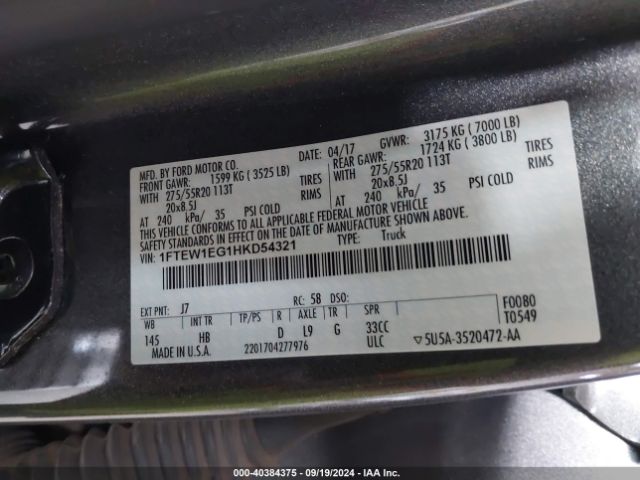 MFD. BY FORD MOTOR CO.
DATE: 04/17 GVWR: 3175 KG ( 7000 LB)
FRONT GAWR: 1599 KG ( 3525 LB) REAR GAWR: 1724 KG ( 3800 LB)
WITH 275/55R20 113T TIRES WITH 275/55R20 113T TIRES
20x8.5J RIMS 20x8.5J RIMS
AT 240 kPa/ 35 PSI COLD AT 240 kPa/ 35 PSI COLD
THIS VEHICLE CONFORMS TO ALL APPLICABLE FEDERAL MOTOR VEHICLE
SAFETY STANDARDS IN EFFECT ON THE DATE OF MANUFACTURE SHOWN ABOVE.
VIN: 1FTEW1EG1HKD54321 TYPE: Truck
EXT PNT: J7 RC: 58 DSO: F0080
WB INT TR TP/PS R AXLE TR SPR T0549
145 HB D L9 G 33CC
MADE IN U.S.A. 2201704277976 ULC ▽5U5A-3520472-AA
000-40384375 - 09/19/2024 - IAA Inc.